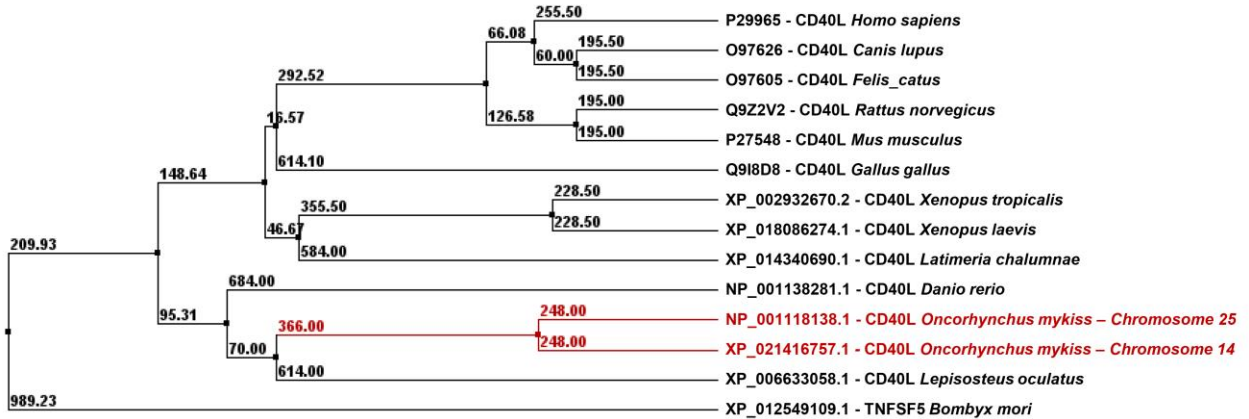 255.50
P29965 - CD40L Homo sapiens
66.08
195.50
O97626 - CD40L Canis lupus
60.00
292.52
195.50
O97605 - CD40L Felis_catus
195.00
Q9Z2V2 - CD40L Rattus norvegicus
126.58
16.57
195.00
P27548 - CD40L Mus musculus
614.10
Q9I8D8 - CD40L Gallus gallus
148.64
228.50
XP_002932670.2 - CD40L Xenopus tropicalis
355.50
46.67
228.50
XP_018086274.1 - CD40L Xenopus laevis
209.93
584.00
XP_014340690.1 - CD40L Latimeria chalumnae
684.00
NP_001138281.1 - CD40L Danio rerio
95.31
248.00
NP_001118138.1 - CD40L Oncorhynchus mykiss – Chromosome 25
366.00
70.00
248.00
XP_021416757.1 - CD40L Oncorhynchus mykiss – Chromosome 14
614.00
XP_006633058.1 - CD40L Lepisosteus oculatus
989.23
XP_012549109.1 - TNFSF5 Bombyx mori